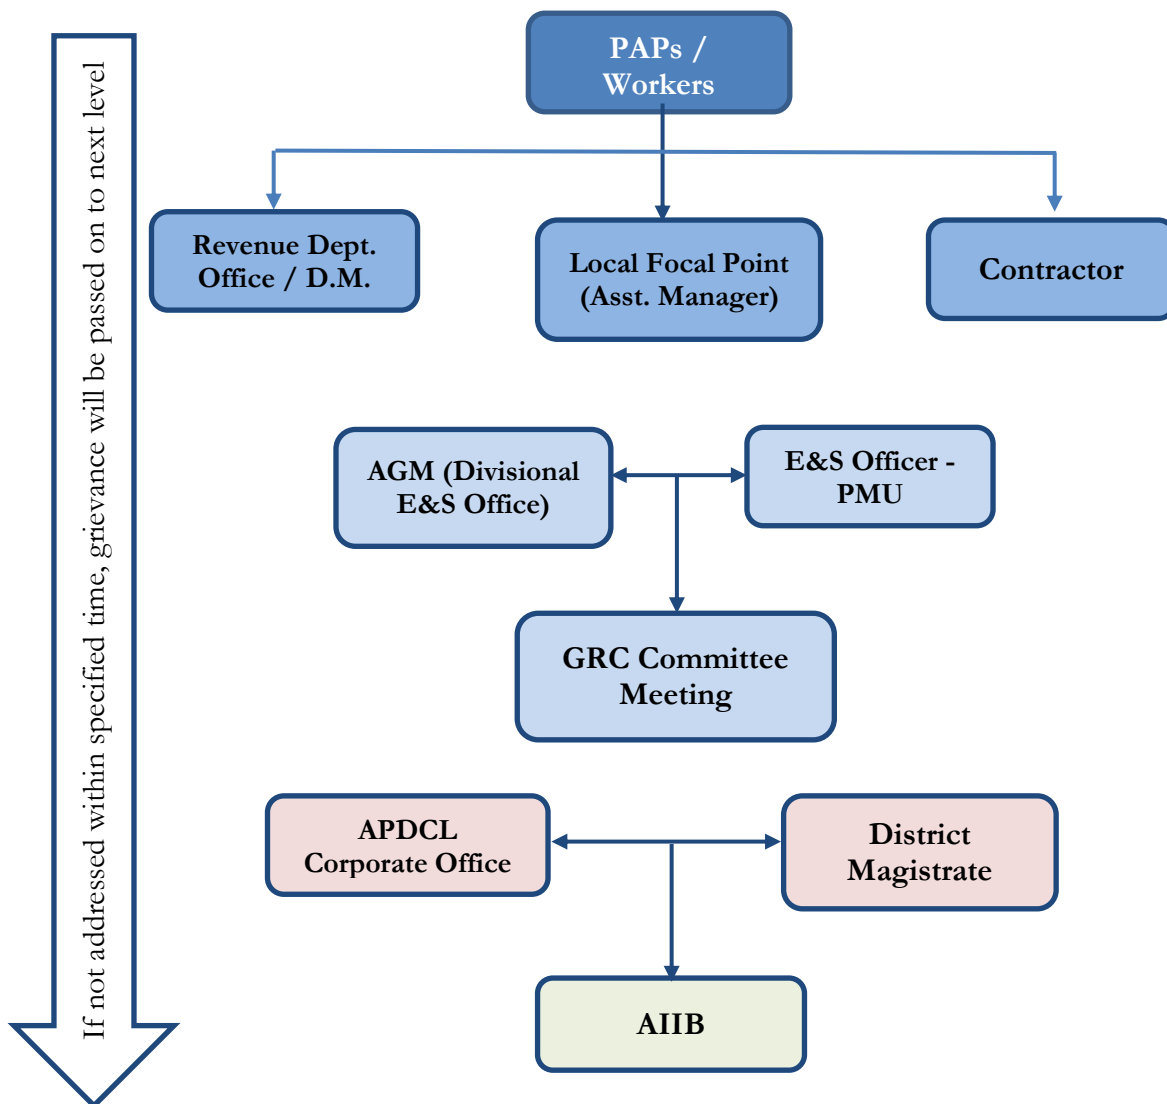 If not addressed within specified time, grievance will be passed on to next level
PAPs /
Workers
Revenue Dept.
Office / D.M.
Local Focal Point
(Asst. Manager)
Contractor
AGM (Divisional
E&S Office)
E&S Officer -
PMU
GRC Committee
Meeting
APDCL
Corporate Office
District
Magistrate
AIIB